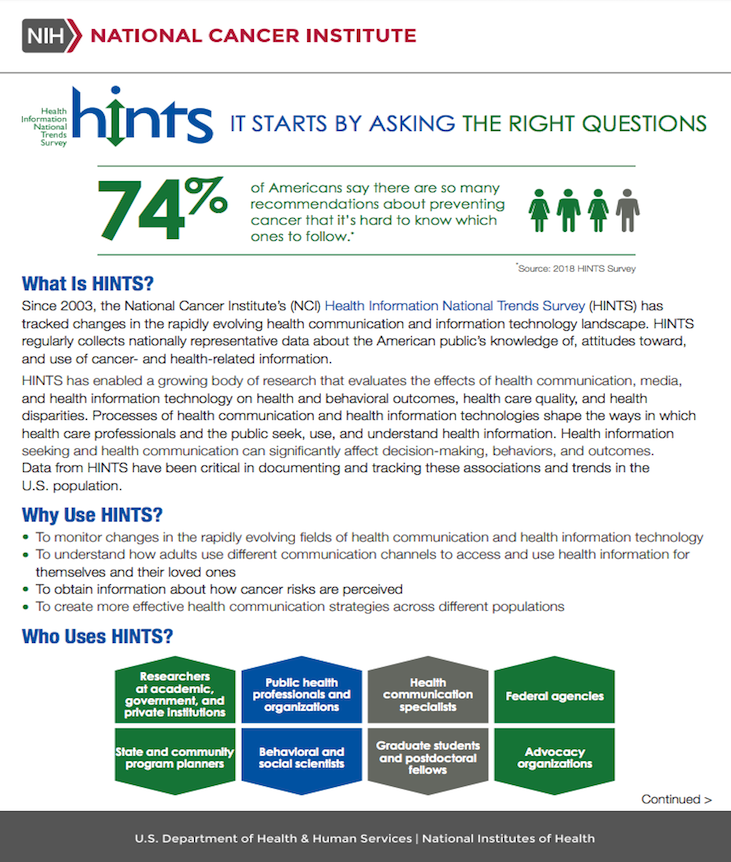 NIH NATIONAL CANCER INSTITUTE
Health
Information
National
Trends
Survey
hints
IT STARTS BY ASKING THE RIGHT QUESTIONS
74%
of Americans say there are so many
recommendations about preventing
cancer that it's hard to know which
ones to follow.*
*Source: 2018 HINTS Survey
What Is HINTS?
Since 2003, the National Cancer Institute's (NCI) Health Information National Trends Survey (HINTS) has
tracked changes in the rapidly evolving health communication and information technology landscape. HINTS
regularly collects nationally representative data about the American public's knowledge of, attitudes toward,
and use of cancer- and health-related information.
HINTS has enabled a growing body of research that evaluates the effects of health communication, media,
and health information technology on health and behavioral outcomes, health care quality, and health
disparities. Processes of health communication and health information technologies shape the ways in which
health care professionals and the public seek, use, and understand health information. Health information
seeking and health communication can significantly affect decision-making, behaviors, and outcomes.
Data from HINTS have been critical in documenting and tracking these associations and trends in the
U.S. population.
Why Use HINTS?
• To monitor changes in the rapidly evolving fields of health communication and health information technology
• To understand how adults use different communication channels to access and use health information for
themselves and their loved ones
• To obtain information about how cancer risks are perceived
• To create more effective health communication strategies across different populations
Who Uses HINTS?
Researchers
at academic,
government, and
private institutions
Public health
professionals and
organizations
Health
communication
specialists
Federal agencies
State and community
program planners
Behavioral and
social scientists
Graduate students
and postdoctoral
fellows
Advocacy
organizations
Continued >
U.S. Department of Health & Human Services | National Institutes of Health